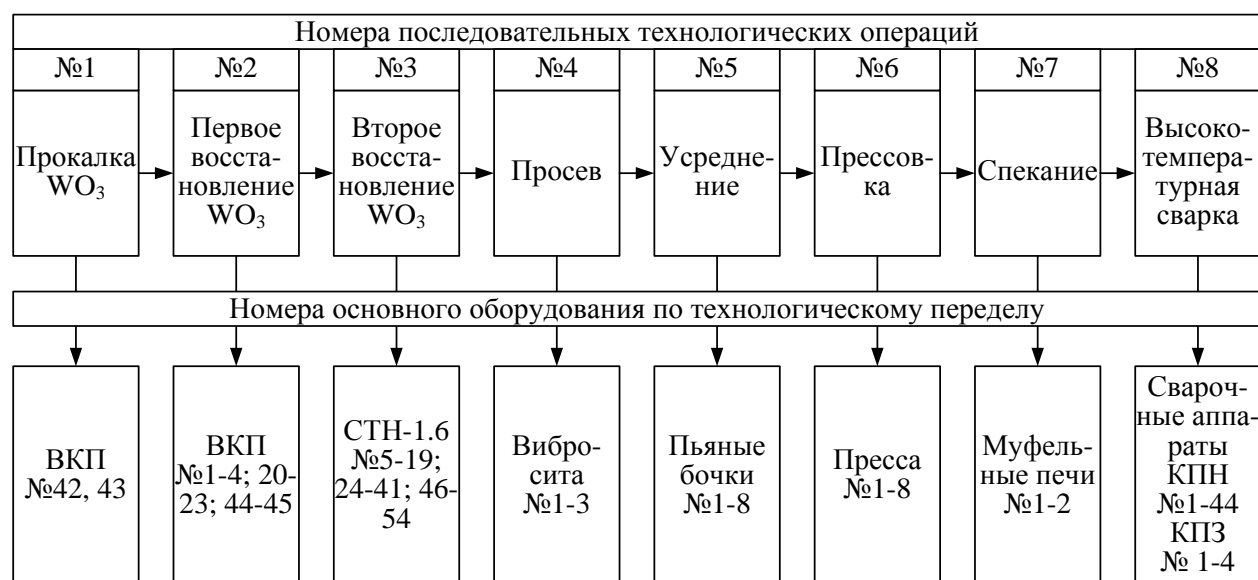 Номера последовательных технологических операций
№1
№2
№3
№4
№5
№6
№7
№8
Прокалка
WO₃
Первое
восста-
новление
WO₃
Второе
восста-
новление
WO₃
Просев
Усредне-
ние
Прессов-
ка
Спекание
Высоко-
темпера-
турная
сварка
Номера основного оборудования по технологическому переделу
ВКП
№42, 43
ВКП
№1-4; 20-
23; 44-45
СТН-1.6
№5-19;
24-41; 46-
54
Вибро-
сита
№1-3
Пьяные
бочки
№1-8
Пресса
№1-8
Муфель-
ные печи
№1-2
Свароч-
ные аппа-
раты
КПН
№1-44
КПЗ
№ 1-4